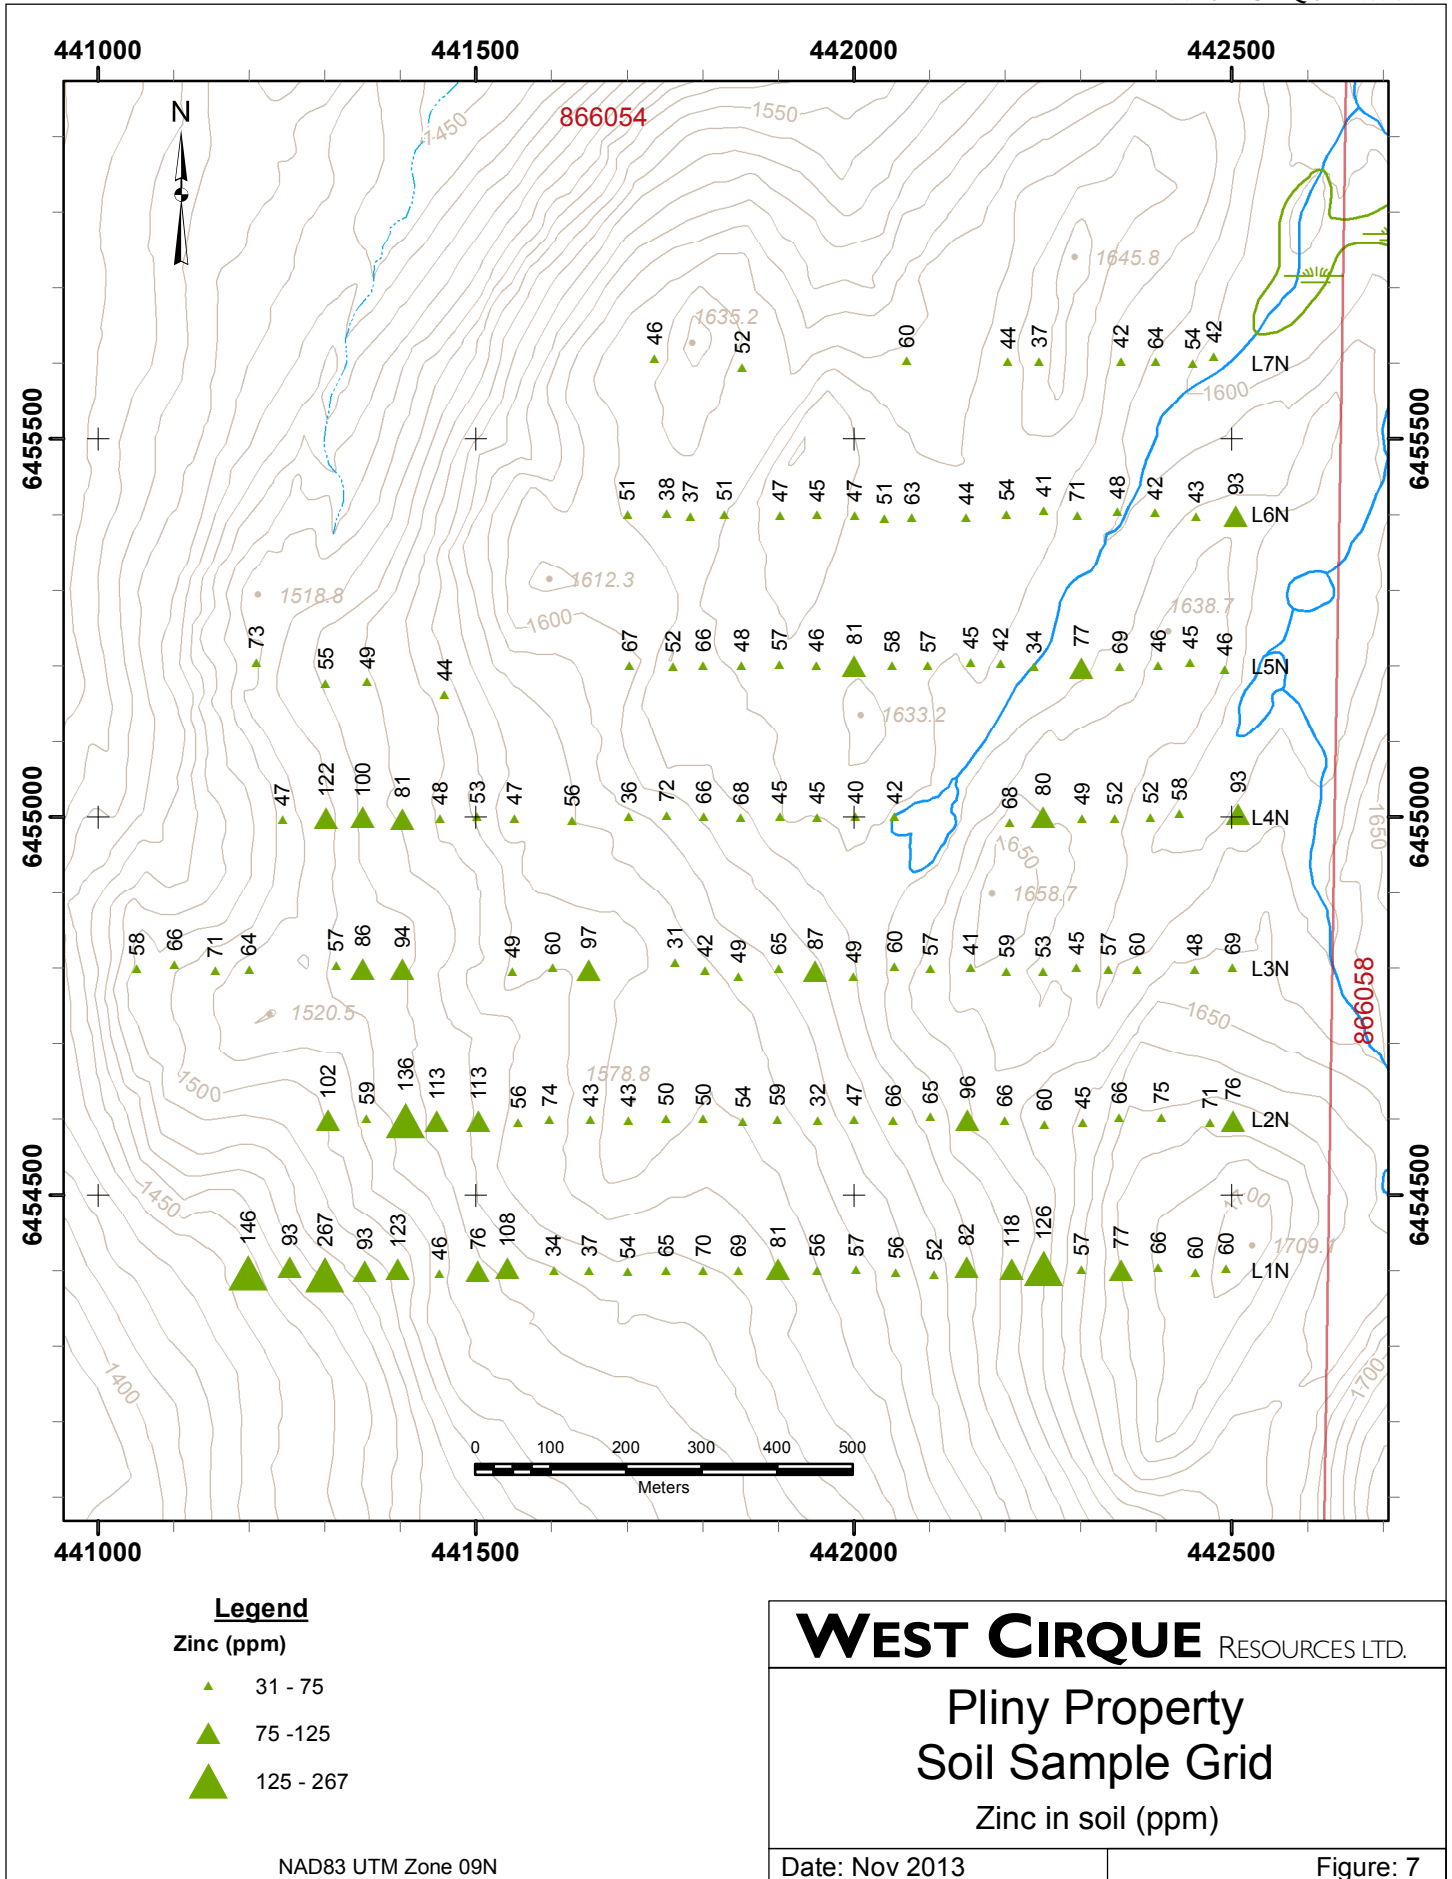 441000 441500 442000 442500
N
866054
1450
1550
1645.8
1635.2
46 52 60 44 37 42 64 54 42
L7N
1600
6455500 6455500
51 38 37 51 47 45 47 51 63 44 54 41 71 48 42 43 93
L6N
1612.3
1518.8
1600
1638.7
73 55 49 44 67 52 66 48 57 46 81 58 57 45 42 34 77 69 46 45 46
L5N
1633.2
47 122 100 81 48 53 47 56 36 72 66 68 45 45 40 42 68 80 49 52 52 58 93
L4N
6455000 6455000
1650
1650
1658.7
58 66 71 64 57 86 94 49 60 97 31 42 49 65 87 49 60 57 41 59 53 45 57 60 48 69
L3N
866058
1520.5
1650
1500
1578.8
102 59 136 113 113 56 74 43 43 50 50 54 59 32 47 66 65 96 66 60 45 66 75 71 76
L2N
6454500 6454500
1450
1700
1709.1
146 93 267 93 123 46 76 108 34 37 54 65 70 69 81 56 57 56 52 82 118 126 57 77 66 60 60
L1N
1400
1700
0 100 200 300 400 500
Meters
441000 441500 442000 442500
Legend
Zinc (ppm)
31 - 75
75 -125
125 - 267
NAD83 UTM Zone 09N
WEST CIRQUE RESOURCES LTD.
Pliny Property
Soil Sample Grid
Zinc in soil (ppm)
Date: Nov 2013
Figure: 7